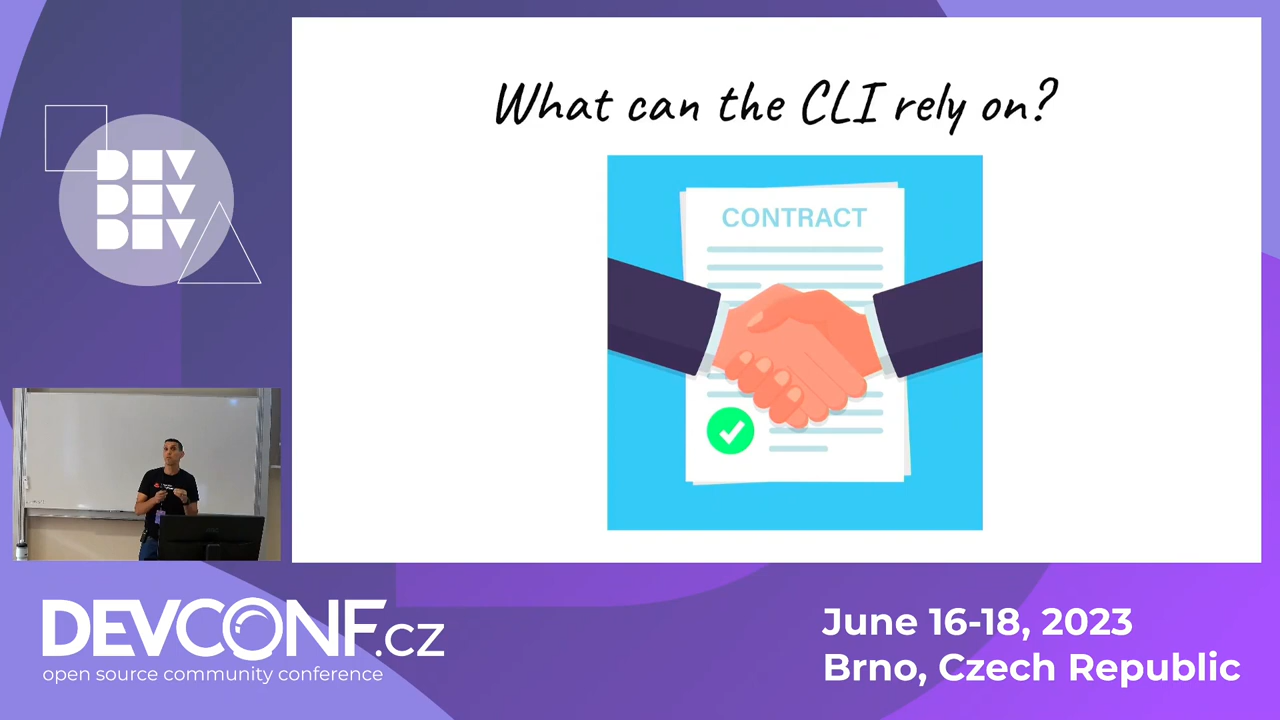 What can the CLI rely on?
CONTRACT
DEV
DEV
DEV
DEVCONF.cz
open source community conference
June 16-18, 2023
Brno, Czech Republic